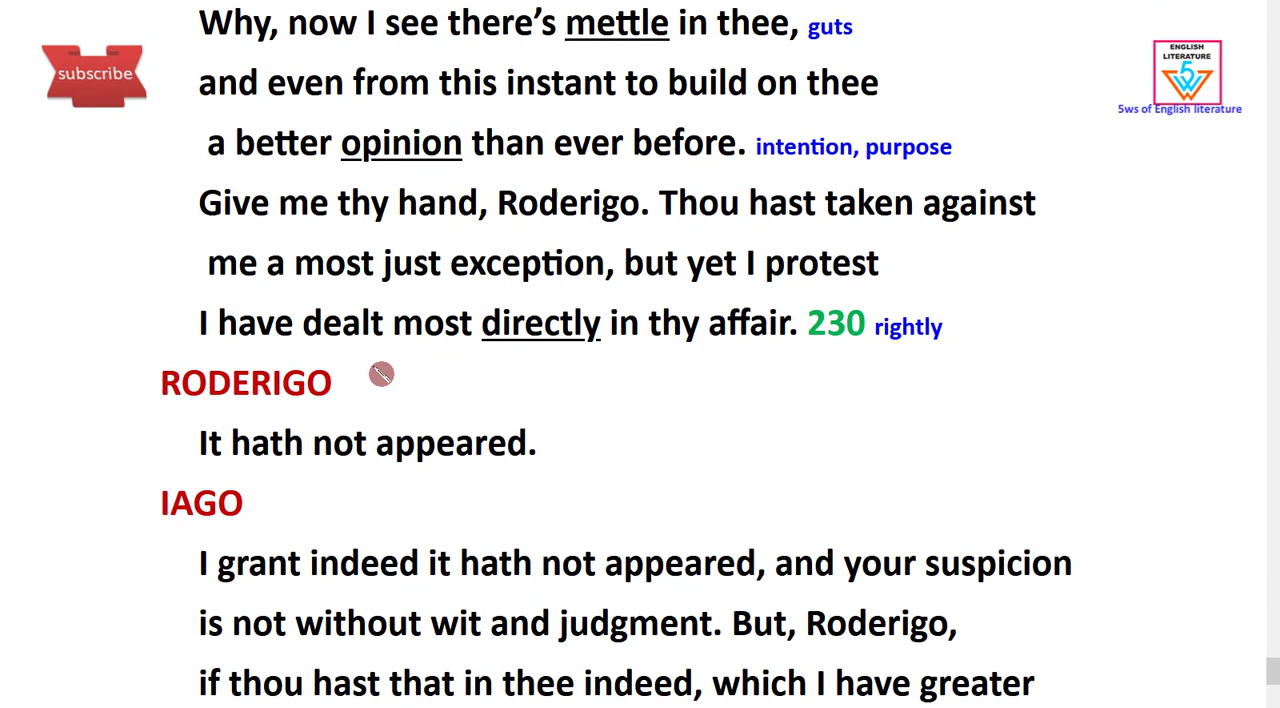 Why, now I see there's mettle in thee, guts
subscribe
ENGLISH
LITERATURE
5
W
and even from this instant to build on thee
5ws of English literature
a better opinion than ever before. intention, purpose
Give me thy hand, Roderigo. Thou hast taken against
me a most just exception, but yet I protest
I have dealt most directly in thy affair. 230 rightly
RODERIGO
It hath not appeared.
IAGO
I grant indeed it hath not appeared, and your suspicion
is not without wit and judgment. But, Roderigo,
if thou hast that in thee indeed, which I have greater